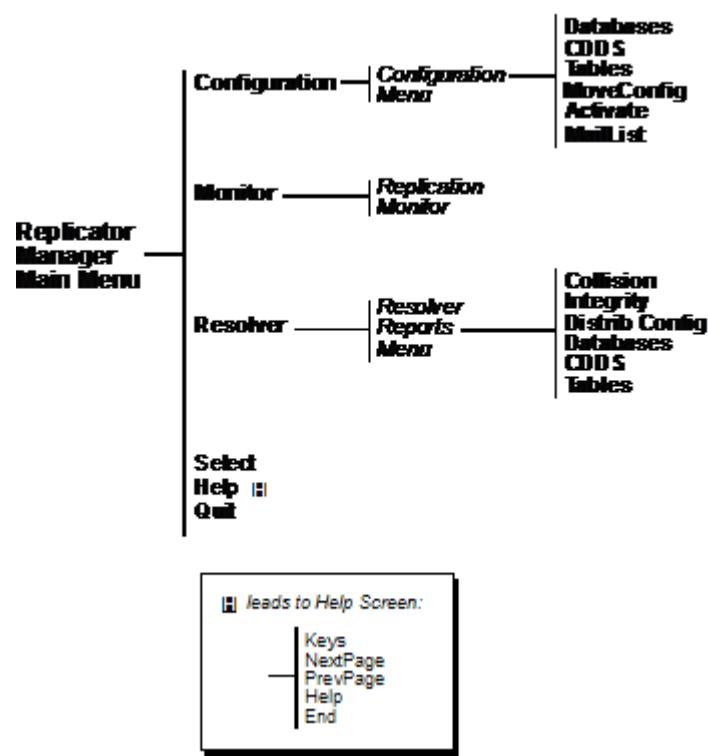 Replicator
Manager
Main Menu
Configuration
Configuration
Menu
Databases
CDDS
Tables
MoveConfig
Activate
MailList
Monitor
Replication
Monitor
Resolver
Resolver
Reports
Menu
Collision
Integrity
Distrib Config
Databases
CDDS
Tables
Select
Help H
Quit
H leads to Help Screen:
Keys
NextPage
PrevPage
Help
End